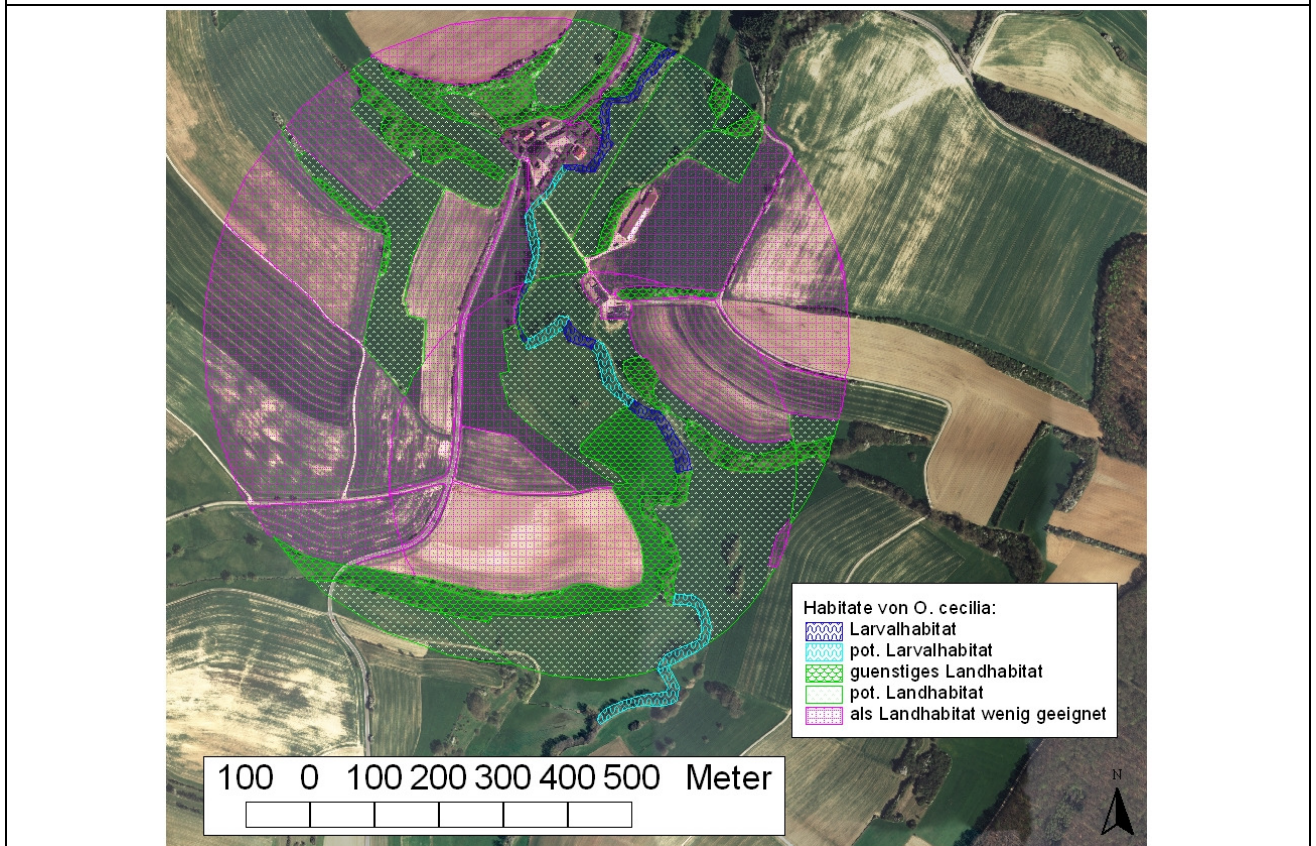 Habitate von O. cecilia:
Larvalhabitat
pot. Larvalhabitat
guenstiges Landhabitat
pot. Landhabitat
als Landhabitat wenig geeignet
100 0 100 200 300 400 500 Meter
N